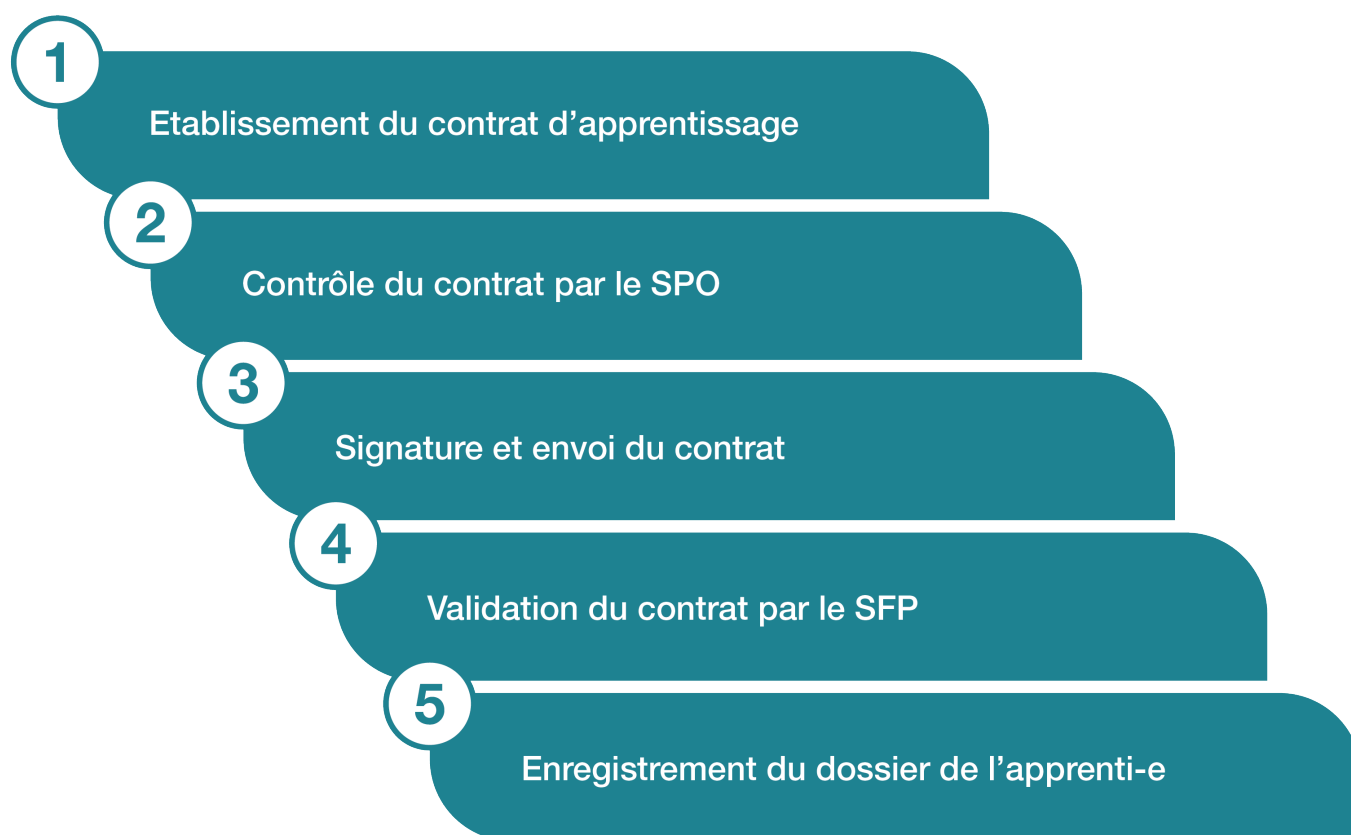 1
Etablissement du contrat d’apprentissage
2
Contrôle du contrat par le SPO
3
Signature et envoi du contrat
4
Validation du contrat par le SFP
5
Enregistrement du dossier de l’apprenti-e